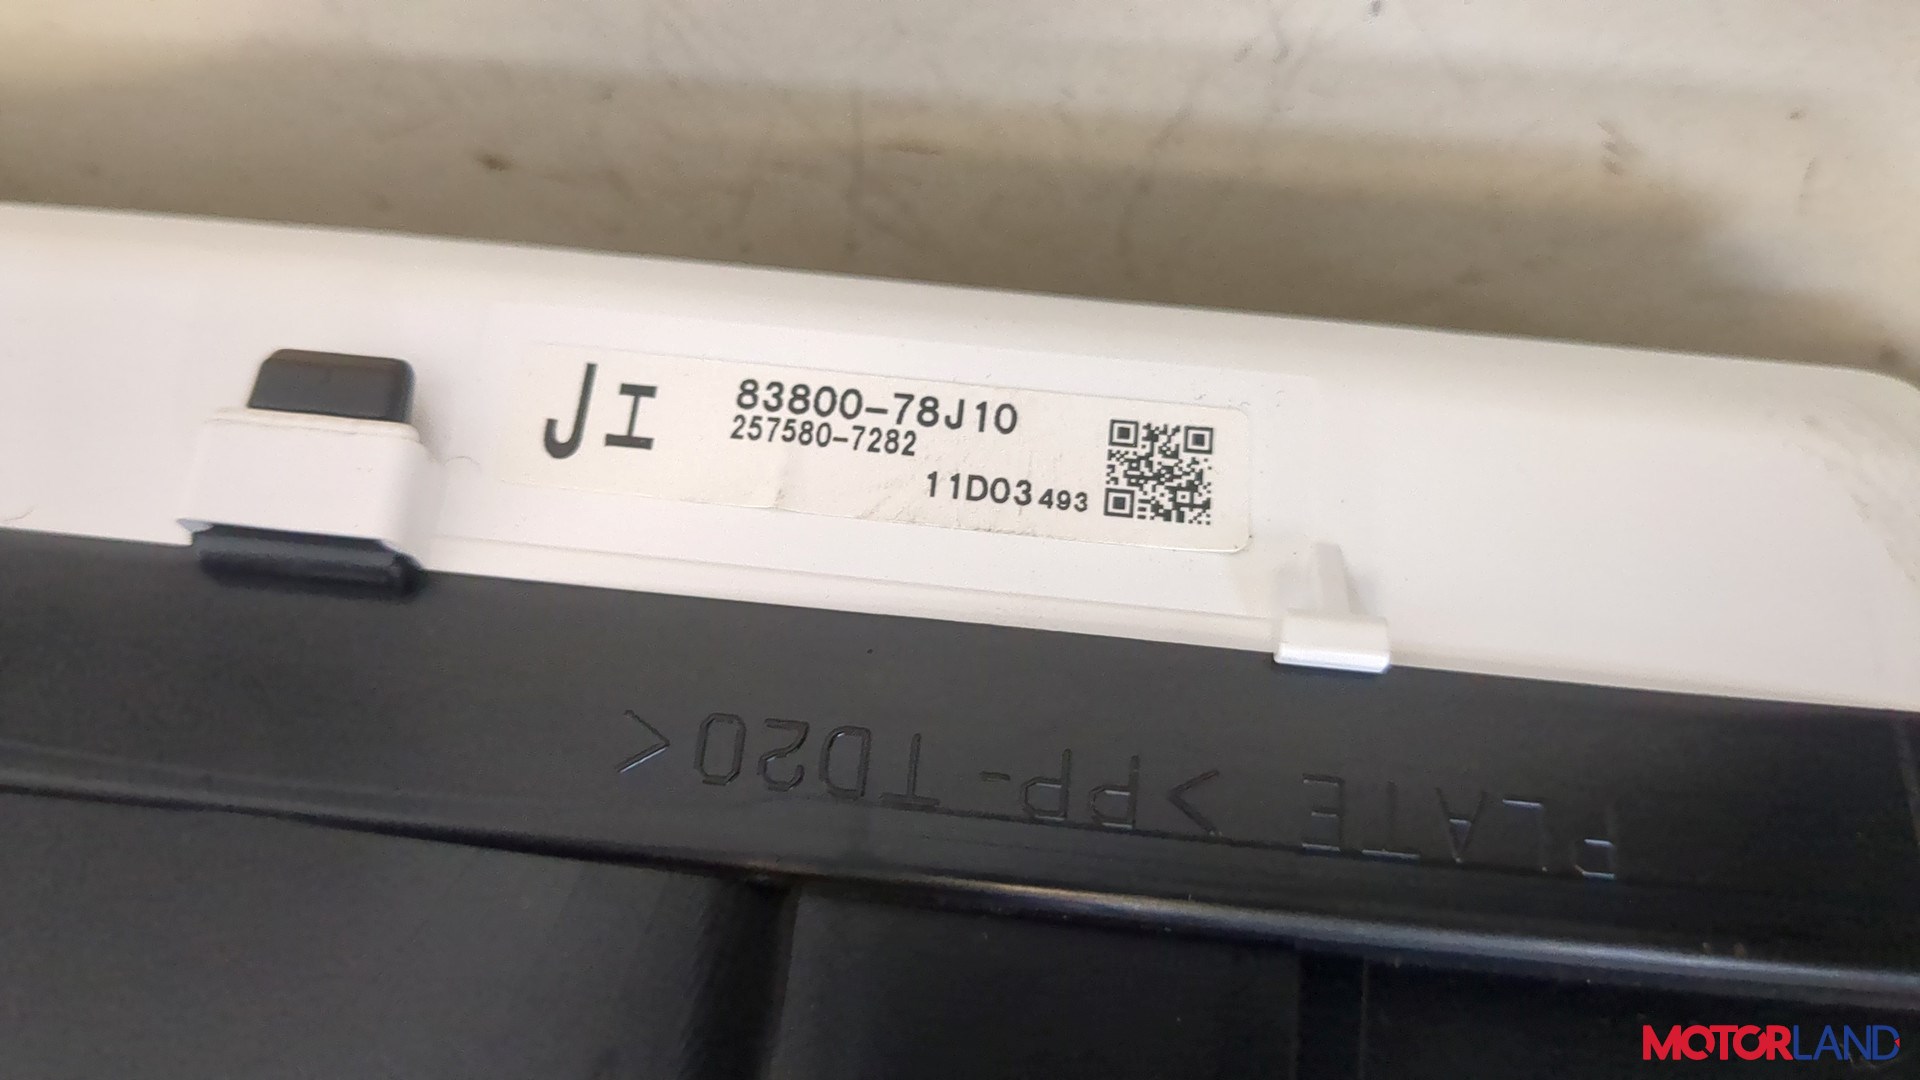 JI
83800-78J10
257580-7282
11D03493
PLATE >PP-TD20<
MOTORLAND